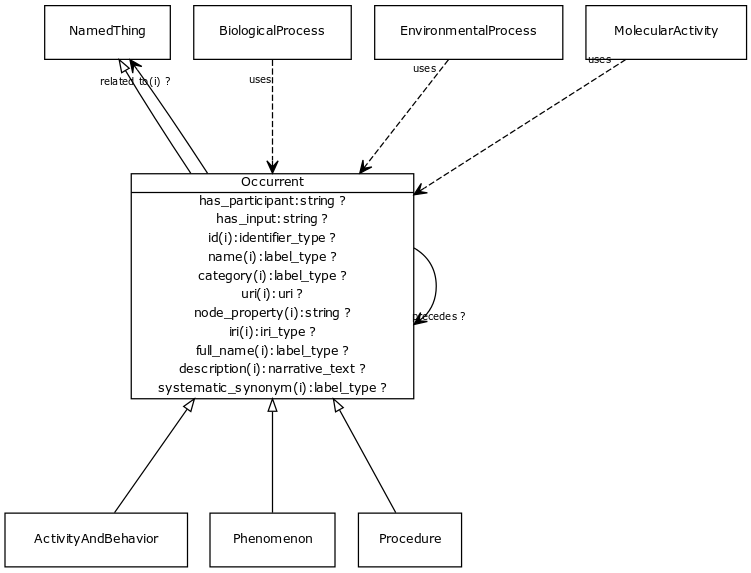 NamedThing
BiologicalProcess
EnvironmentalProcess
MolecularActivity
related to(i) ?
uses
uses
uses
Occurrent
has_participant:string ?
has_input:string ?
id(i):identifier_type ?
name(i):label_type ?
category(i):label_type ?
uri(i):uri ?
node_property(i):string ?
iri(i):iri_type ?
full_name(i):label_type ?
description(i):narrative_text ?
systematic_synonym(i):label_type ?
precedes ?
ActivityAndBehavior
Phenomenon
Procedure